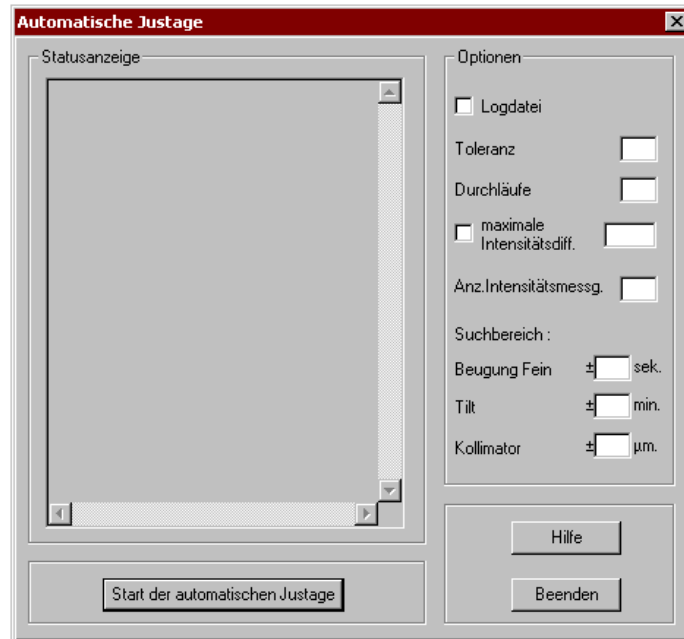 Automatische Justage
Statusanzeige
Start der automatischen Justage
Optionen
Logdatei
Toleranz
Durchläufe
maximale
Intensitätsdiff.
Anz.Intensitätsmessg.
Suchbereich :
Beugung Fein ± sek.
Tilt ± min.
Kollimator ± µm.
Hilfe
Beenden